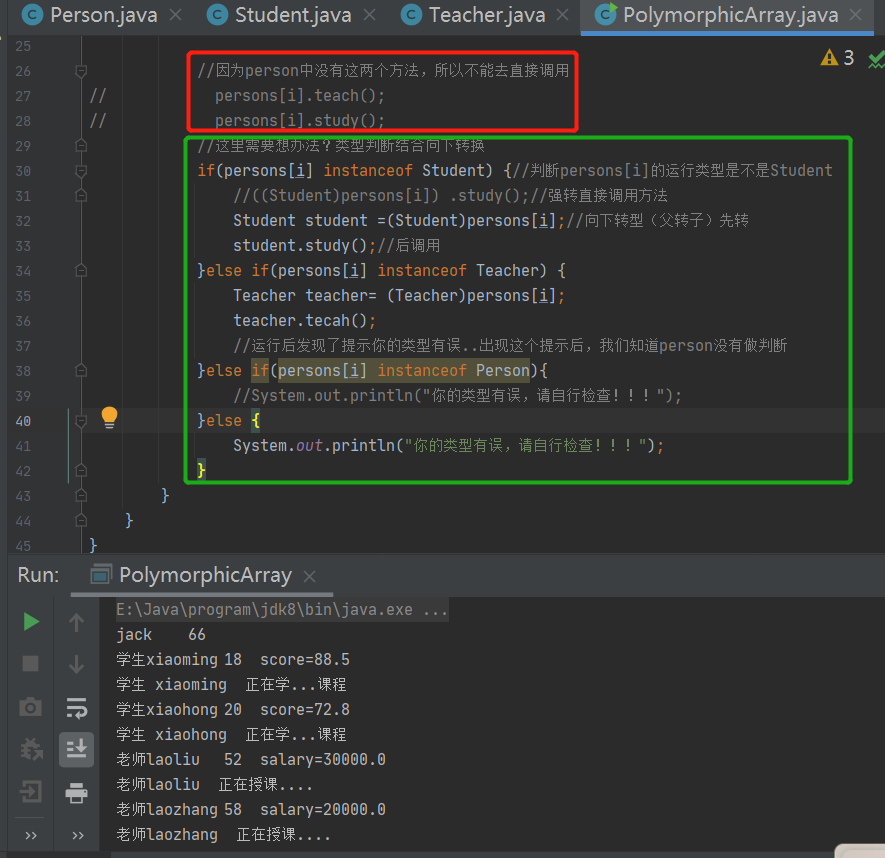 Person.java
Student.java
Teacher.java
PolymorphicArray.java
3
25
26 //因为person中没有这两个方法，所以不能去直接调用
27 // persons[i].teach();
28 // persons[i].study();
29 //这里需要想办法？类型判断结合向下转换
30 if(persons[i] instanceof Student) {//判断persons[i]的运行类型是不是Student
31 //((Student)persons[i]) .study();//强转直接调用方法
32 Student student =(Student)persons[i];//向下转型（父转子）先转
33 student.study();//后调用
34 }else if(persons[i] instanceof Teacher) {
35 Teacher teacher= (Teacher)persons[i];
36 teacher.tecah();
37 //运行后发现了提示你的类型有误..出现这个提示后，我们知道person没有做判断
38 }else if(persons[i] instanceof Person){
39 //System.out.println("你的类型有误，请自行检查！！！");
40 }else {
41 System.out.println("你的类型有误，请自行检查！！！");
42 }
43 }
44 }
45 }
Run: PolymorphicArray
E:\Java\program\jdk8\bin\java.exe ...
jack 66
学生xiaoming 18 score=88.5
学生 xiaoming 正在学...课程
学生xiaohong 20 score=72.8
学生 xiaohong 正在学...课程
老师laoliu 52 salary=30000.0
老师laoliu 正在授课....
老师laozhang 58 salary=20000.0
老师laozhang 正在授课....